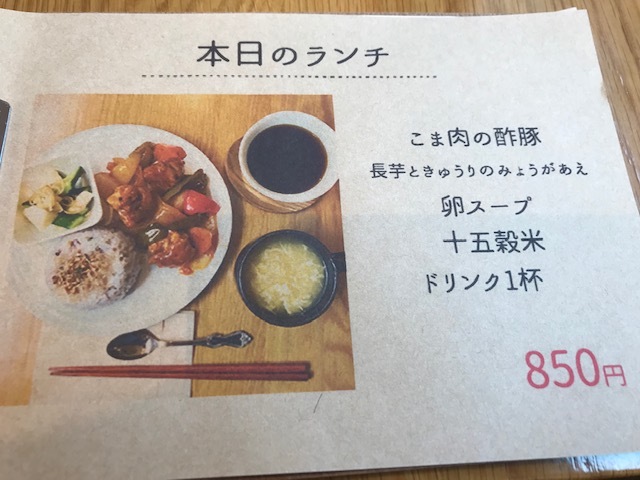 本日のランチ
こま肉の酢豚
長芋ときゅうりのみょうがあえ
卵スープ
十五穀米
ドリンク1杯
850円